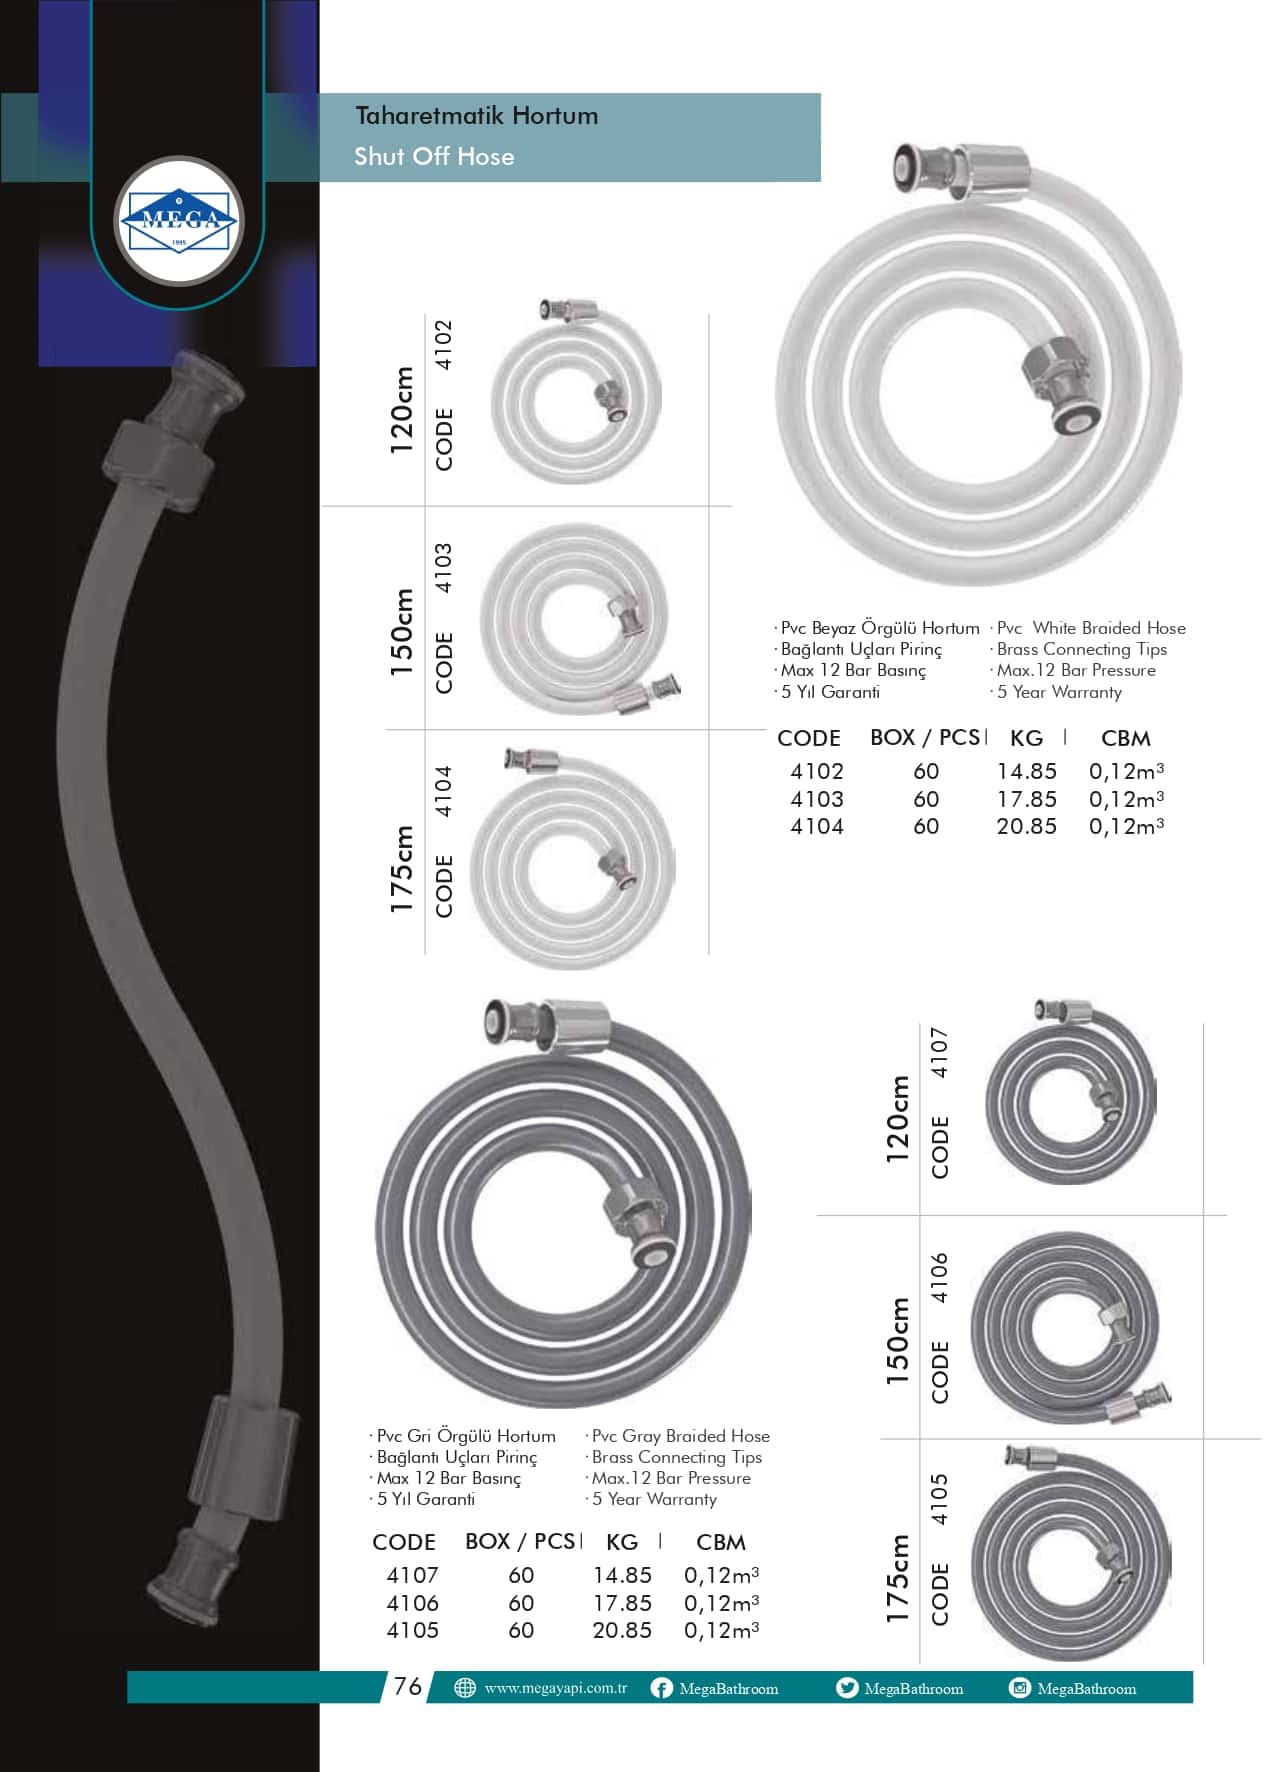 Taharetmatik Hortum
Shut Off Hose
MEGA
1995
120cm
CODE 4102
150cm
CODE 4103
175cm
CODE 4104
· Pvc Beyaz Örgülü Hortum
· Bağlantı Uçları Pirinç
· Max 12 Bar Basınç
· 5 Yıl Garanti
· Pvc White Braided Hose
· Brass Connecting Tips
· Max.12 Bar Pressure
· 5 Year Warranty
CODE BOX / PCS| KG | CBM
4102 60 14.85 0,12m³
4103 60 17.85 0,12m³
4104 60 20.85 0,12m³
120cm
CODE 4107
150cm
CODE 4106
175cm
CODE 4105
· Pvc Gri Örgülü Hortum
· Bağlantı Uçları Pirinç
· Max 12 Bar Basınç
· 5 Yıl Garanti
· Pvc Gray Braided Hose
· Brass Connecting Tips
· Max.12 Bar Pressure
· 5 Year Warranty
CODE BOX / PCS| KG | CBM
4107 60 14.85 0,12m³
4106 60 17.85 0,12m³
4105 60 20.85 0,12m³
76 www.megayapi.com.tr MegaBathroom MegaBathroom MegaBathroom